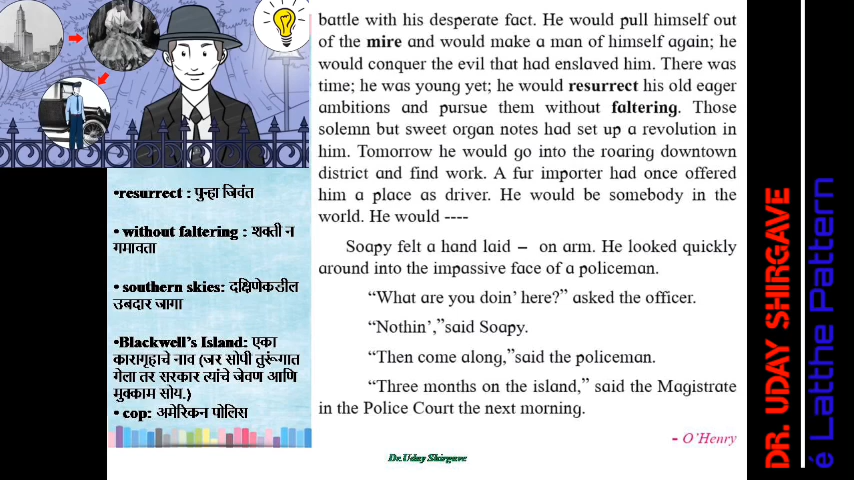 battle with his desperate fact. He would pull himself out
of the mire and would make a man of himself again; he
would conquer the evil that had enslaved him. There was
time; he was young yet; he would resurrect his old eager
ambitions and pursue them without faltering. Those
solemn but sweet organ notes had set up a revolution in
him. Tomorrow he would go into the roaring downtown
district and find work. A fur importer had once offered
him a place as driver. He would be somebody in the
world. He would ----
Soapy felt a hand laid – on arm. He looked quickly
around into the impassive face of a policeman.
“What are you doin’ here?” asked the officer.
“Nothin’,”said Soapy.
“Then come along,”said the policeman.
“Three months on the island,” said the Magistrate
in the Police Court the next morning.
- O’Henry
•resurrect : पुन्हा जिवंत
• without faltering : शक्ती न
गमावता
• southern skies: दक्षिणेकडील
उबदार जागा
•Blackwell’s Island: एका
कारागृहाचे नाव (जर सोपी तुरूंगात
गेला तर सरकार त्यांचे जेवण आणि
मुक्काम सोय.)
• cop: अमेरिकन पोलिस
Dr.Uday Shirgave
DR. UDAY SHIRGAVE
é Latthe Pattern